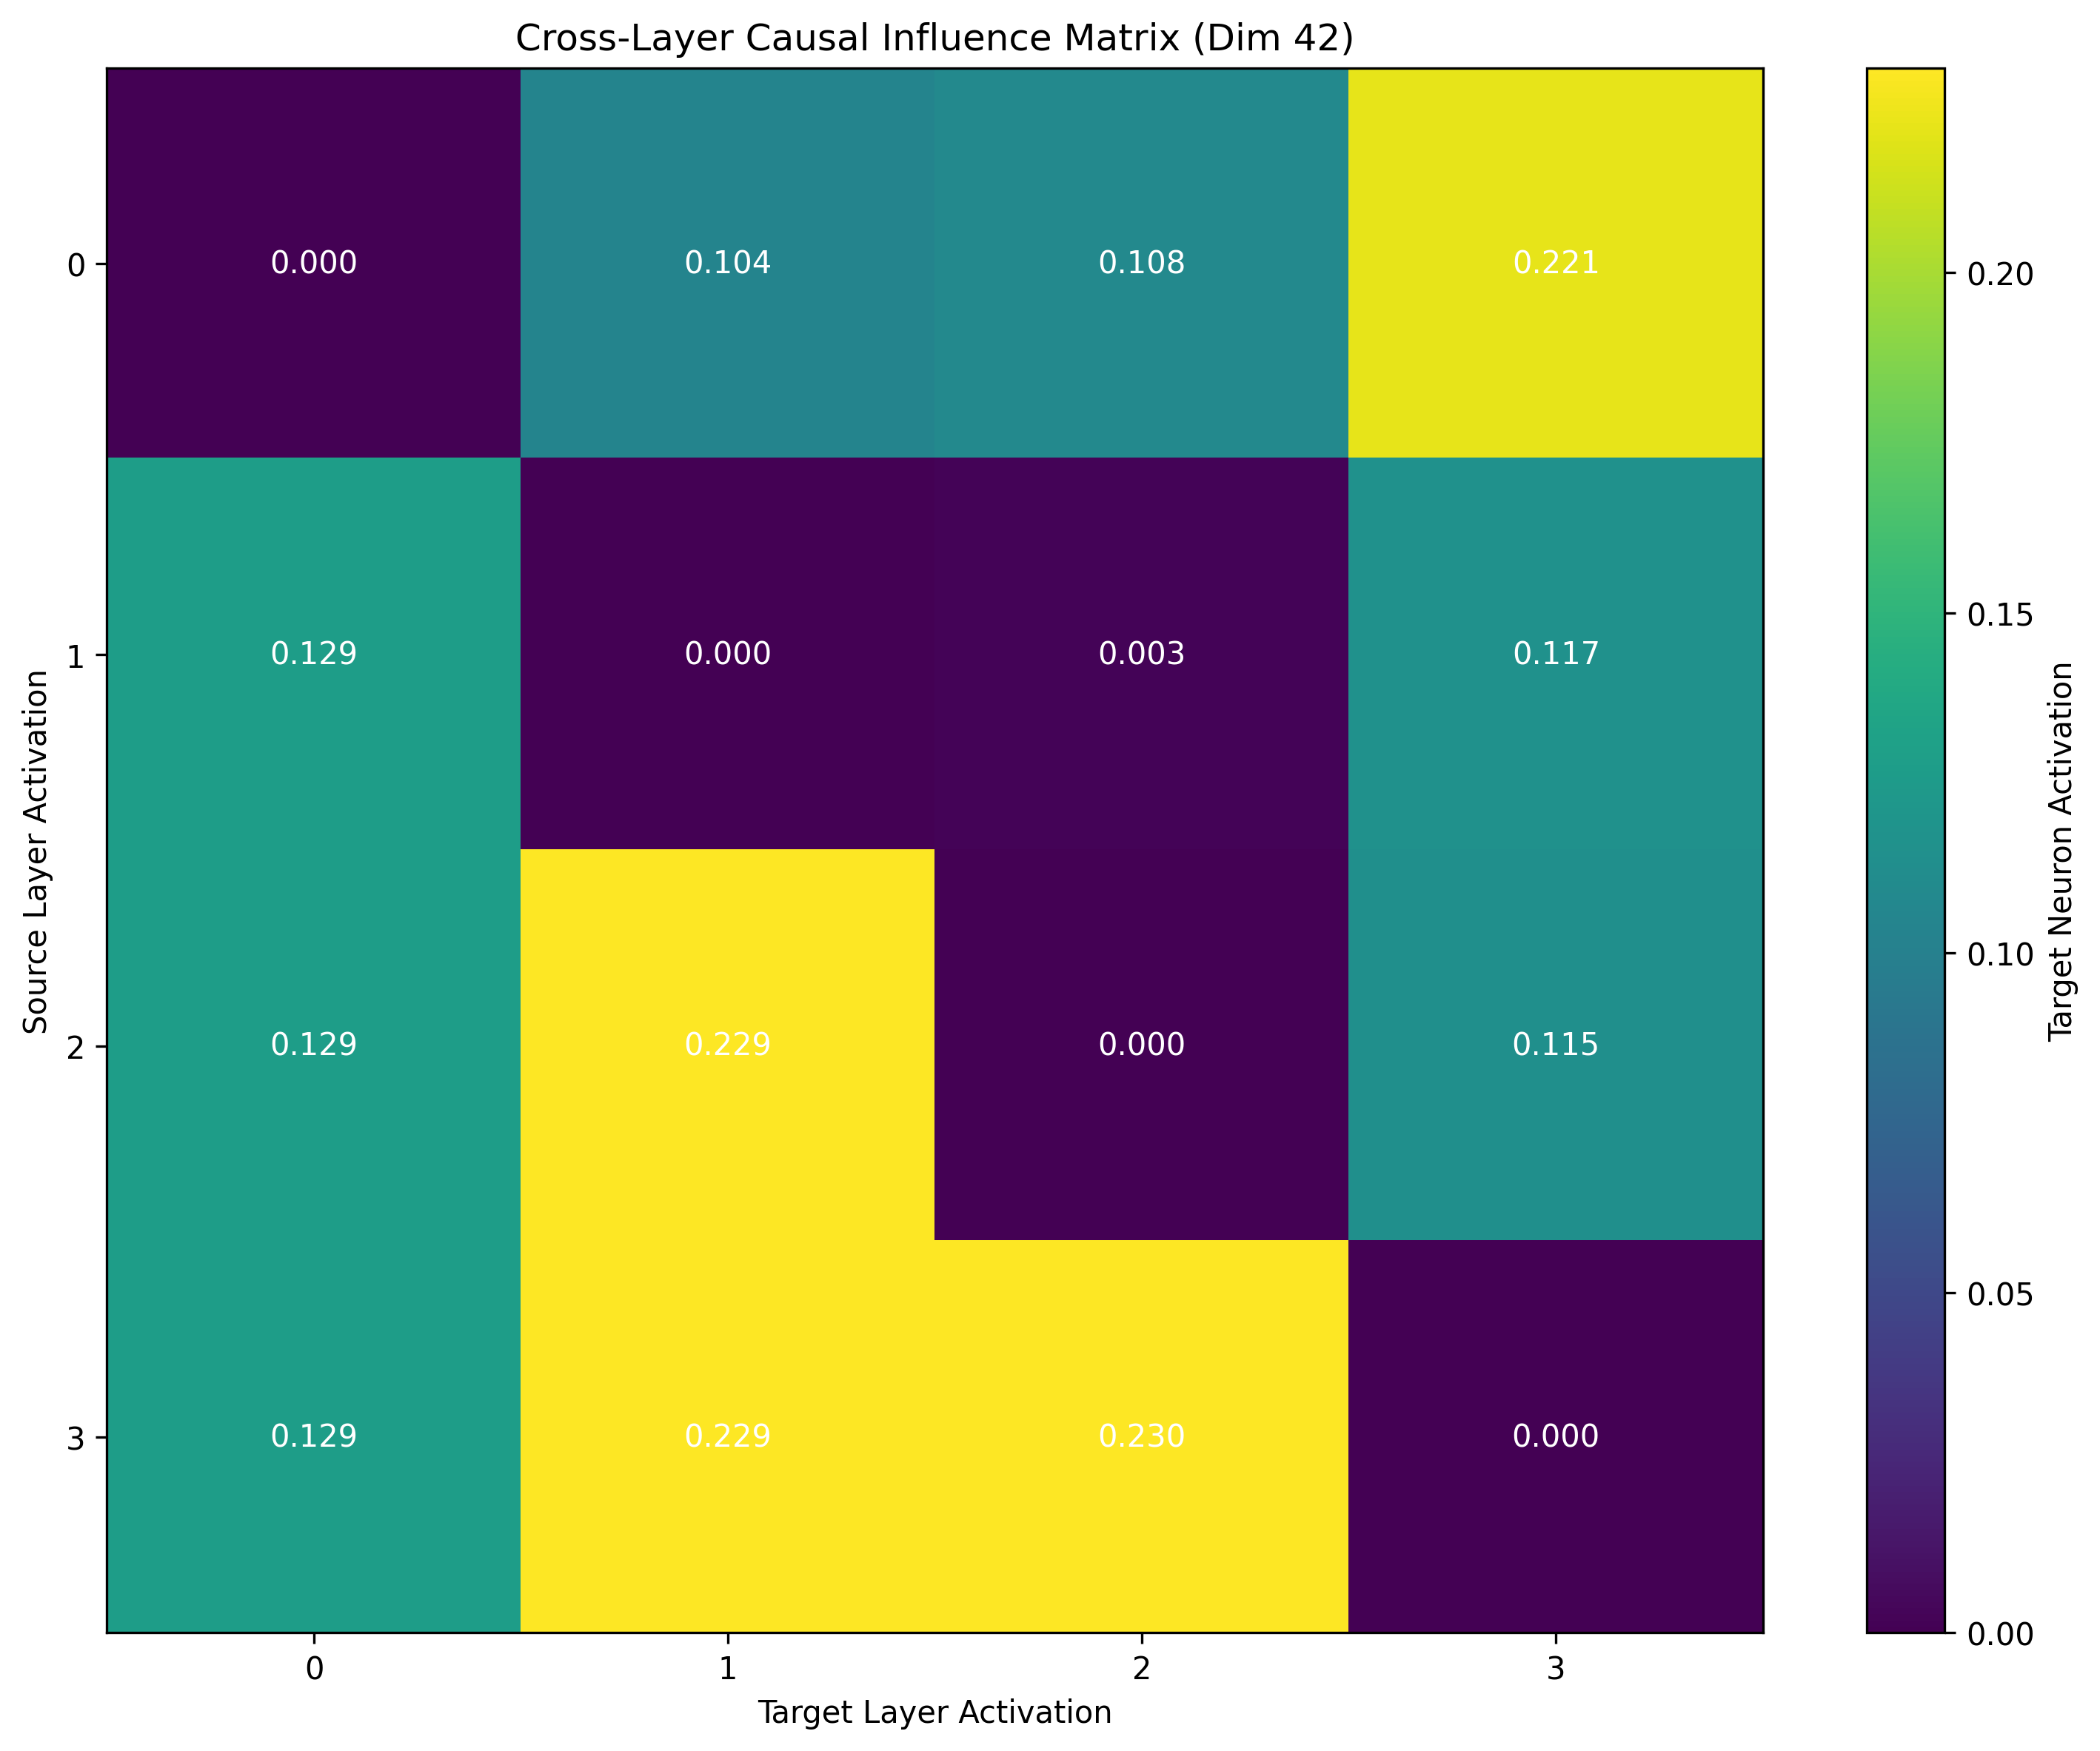 Cross-Layer Causal Influence Matrix (Dim 42)
0 0.000 0.104 0.108 0.221
1 0.129 0.000 0.003 0.117
2 0.129 0.229 0.000 0.115
3 0.129 0.229 0.230 0.000
0 1 2 3
Target Layer Activation
Source Layer Activation
0.20
0.15
0.10
0.05
0.00
Target Neuron Activation